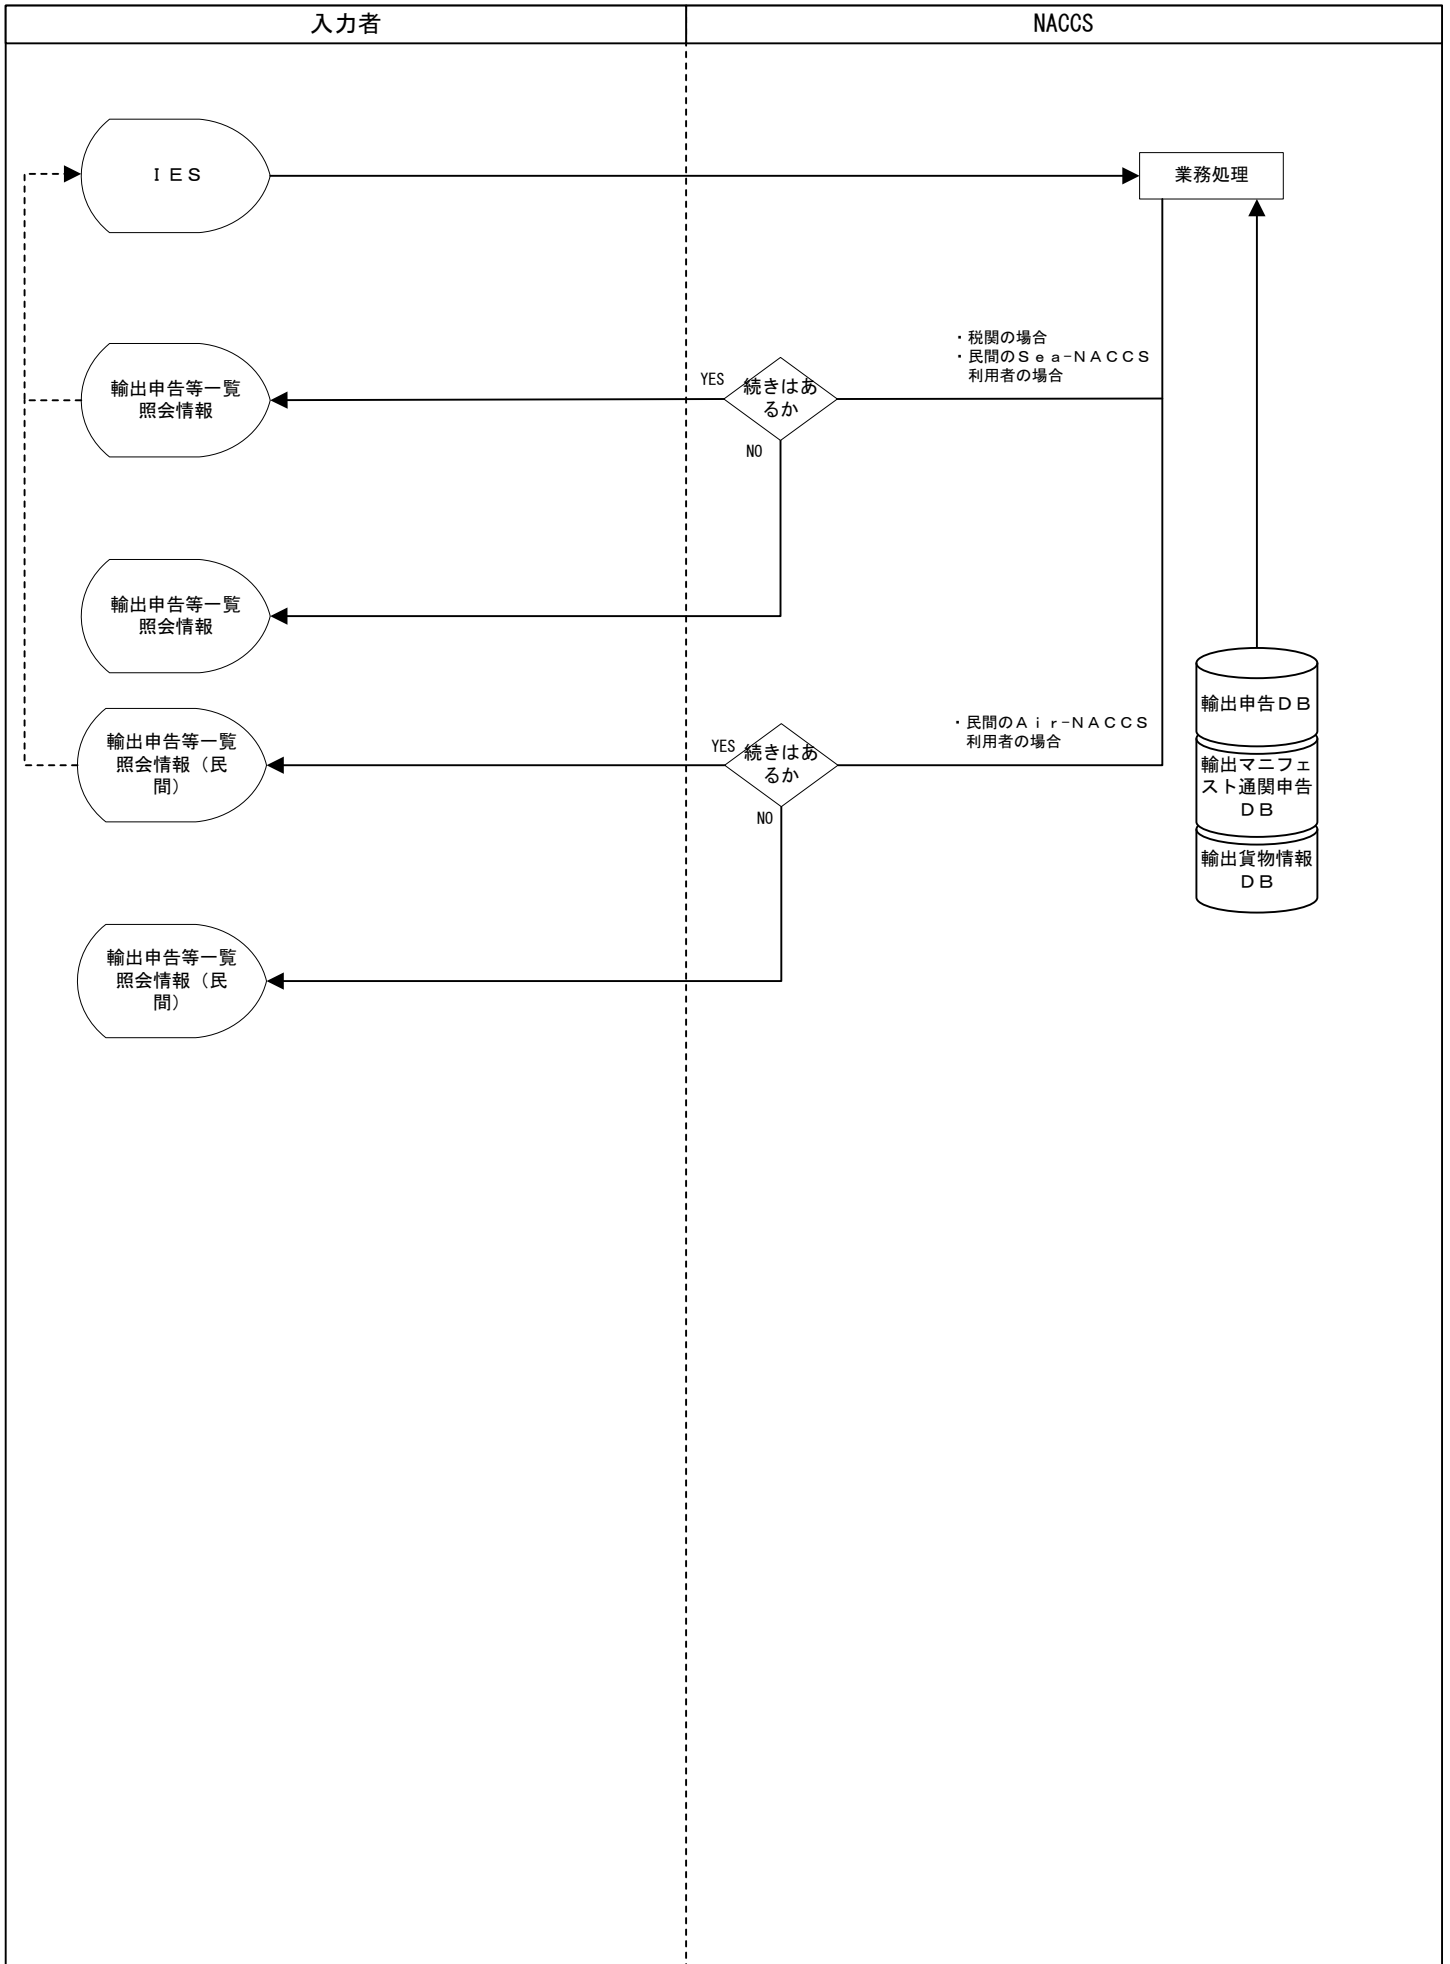 入力者
NACCS
ＩＥＳ
業務処理
・税関の場合
・民間のＳｅａ-ＮＡＣＣＳ
利用者の場合
輸出申告等一覧
照会情報
YES
続きはあ
るか
NO
輸出申告等一覧
照会情報
輸出申告ＤＢ
・民間のＡｉｒ-ＮＡＣＣＳ
利用者の場合
輸出申告等一覧
照会情報（民
間）
YES
続きはあ
るか
NO
輸出マニフェ
スト通関申告
ＤＢ
輸出貨物情報
ＤＢ
輸出申告等一覧
照会情報（民
間）